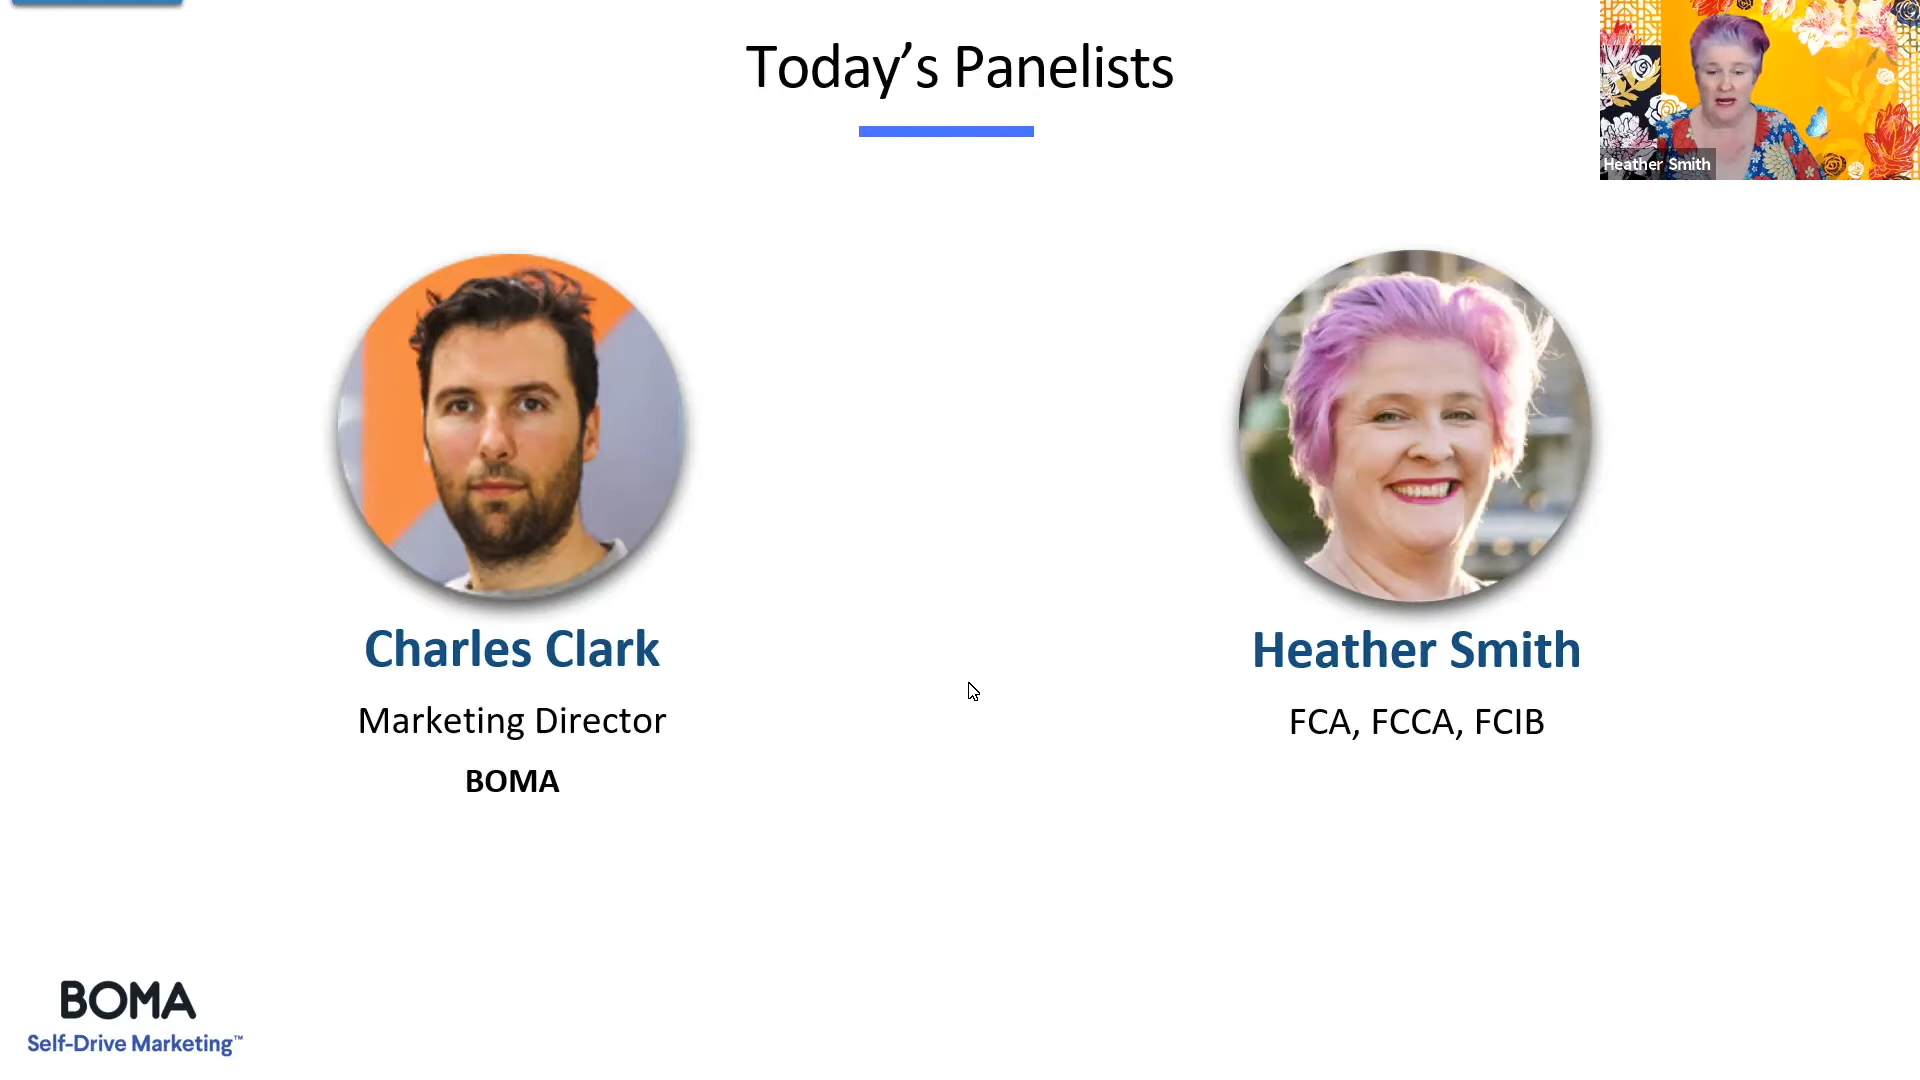 Today’s Panelists
Heather Smith
Charles Clark
Marketing Director
BOMA
Heather Smith
FCA, FCCA, FCIB
BOMA
Self-Drive Marketing™